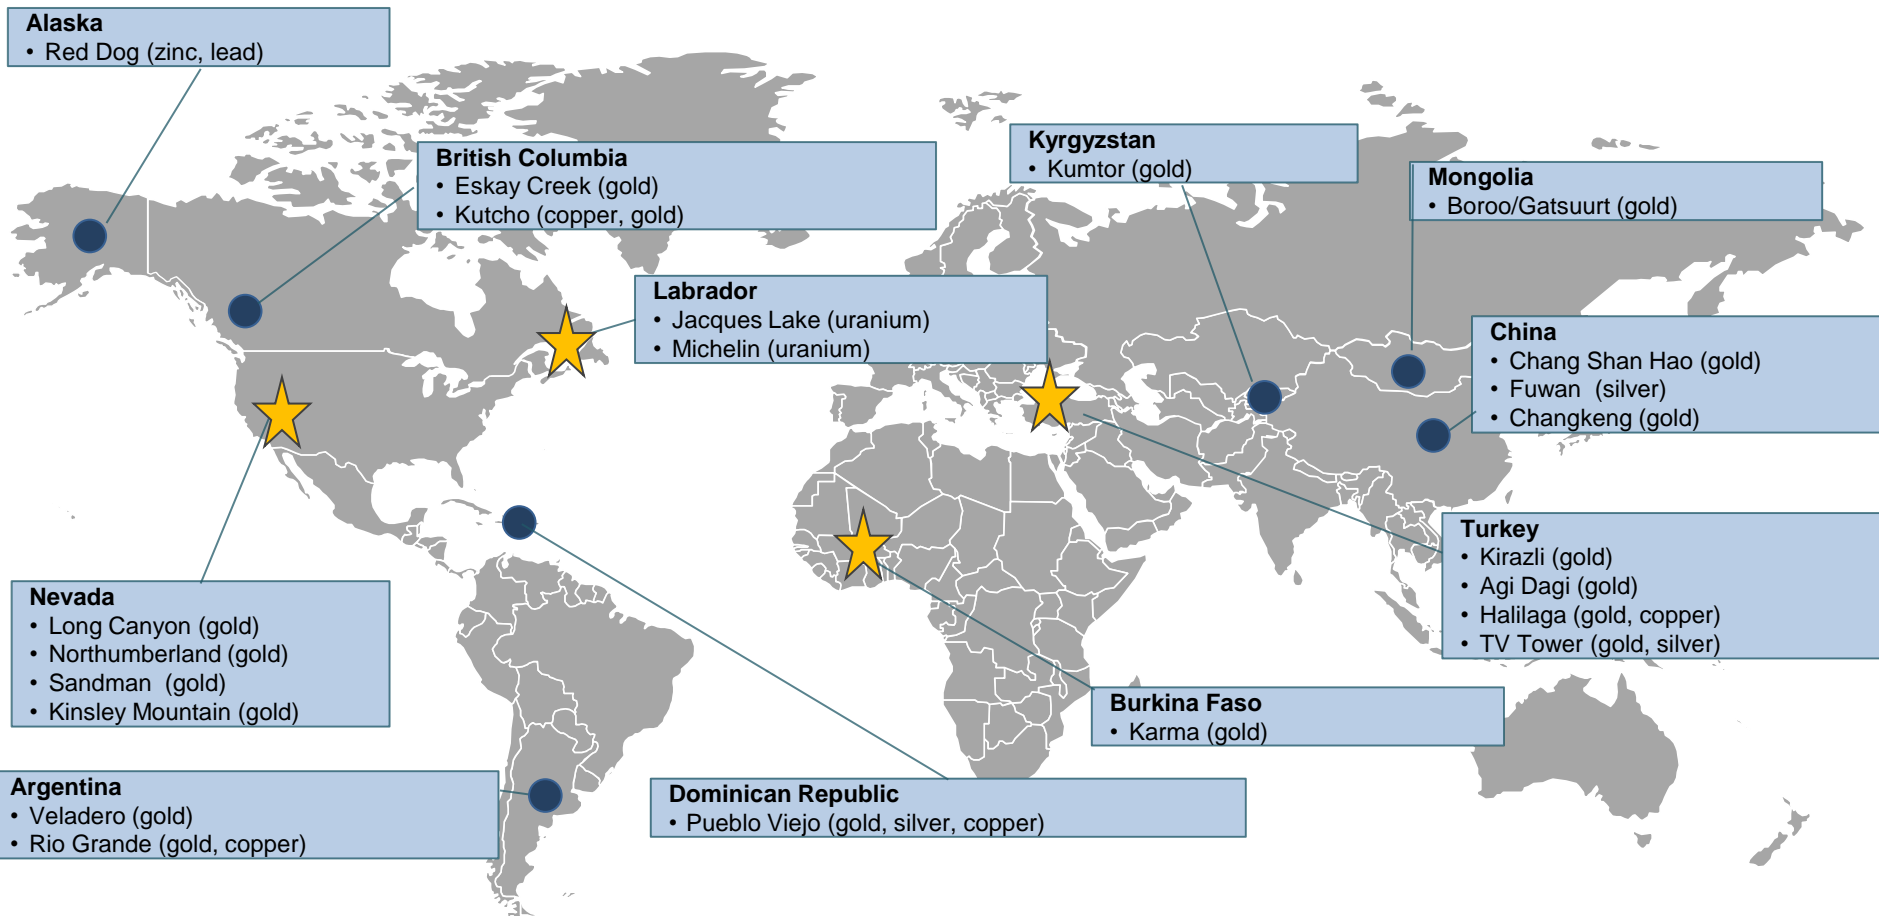 Alaska
• Red Dog (zinc, lead)
British Columbia
• Eskay Creek (gold)
• Kutcho (copper, gold)
Kyrgyzstan
• Kumtor (gold)
Mongolia
• Boroo/Gatsuurt (gold)
Labrador
• Jacques Lake (uranium)
• Michelin (uranium)
China
• Chang Shan Hao (gold)
• Fuwan (silver)
• Changkeng (gold)
Turkey
• Kirazli (gold)
• Agi Dagi (gold)
• Halilaga (gold, copper)
• TV Tower (gold, silver)
Nevada
• Long Canyon (gold)
• Northumberland (gold)
• Sandman (gold)
• Kinsley Mountain (gold)
Burkina Faso
• Karma (gold)
Argentina
• Veladero (gold)
• Rio Grande (gold, copper)
Dominican Republic
• Pueblo Viejo (gold, silver, copper)